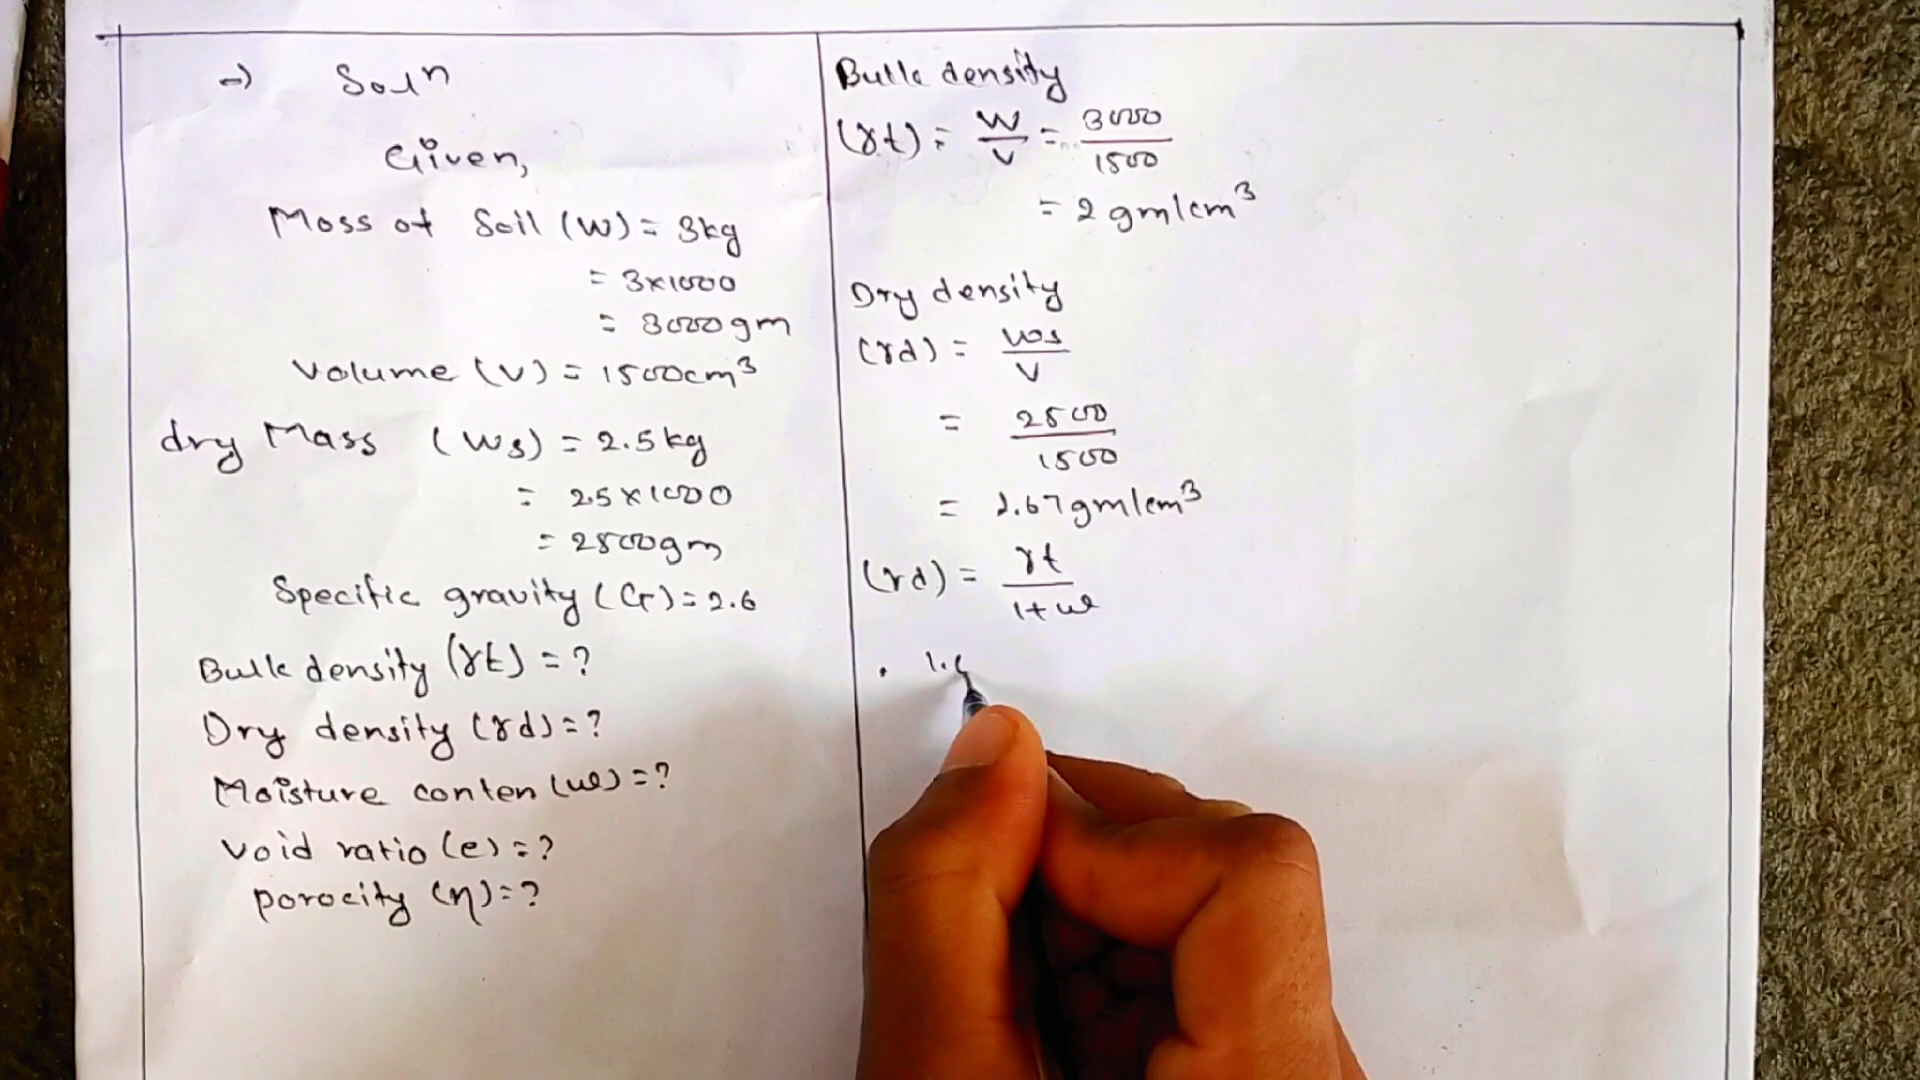 =) Solⁿ
Given,
Mass of Soil (W) = 3kg
= 3×1000
= 3000gm
Volume (V) = 1500cm³
dry Mass (Ws) = 2.5kg
= 2.5×1000
= 2500gm
Specific gravity (G) = 2.6
Bulk density (γt) = ?
Dry density (γd) = ?
Moisture conten (w) = ?
Void ratio (e) = ?
porocity (η) = ?
Bulk density
(γt) = W/V = 3000/1500
= 2 gm/cm³
Dry density
(γd) = Ws/V
= 2500/1500
= 1.67gm/cm³
(γd) = γt/1+w